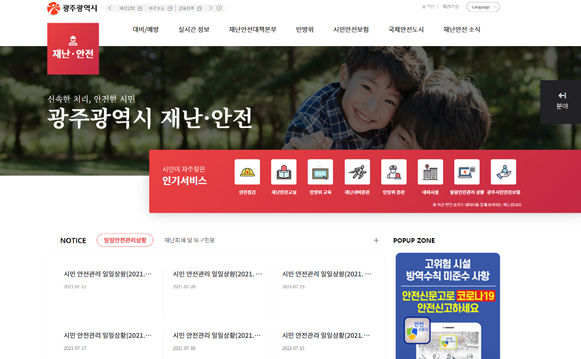 광주광역시
로그인
Language
재난·안전
대비/예방
실시간 정보
재난안전대책본부
민방위
시민안전보험
국제안전도시
재난안전 소식
신속한 처리, 안전한 시민
광주광역시 재난·안전
분야
시민이 자주찾은
인기서비스
안전점검
재난안전교실
민방위 교육
재난대비훈련
민방위 훈련
대피시설
일일안전관리 상황
광주시민안전보험
NOTICE
일일안전관리상황
재난피해 및 복구현황
+
POPUP ZONE
시민 안전관리 일일상황(2021.…
시민 안전관리 일일상황(2021. …
시민 안전관리 일일상황(2021.…
2021-07-20
2021-07-19
시민 안전관리 일일상황(2021.…
시민 안전관리 일일상황(2021.…
시민 안전관리 일일상황(2021.…
2021-07-17
2021-07-16
2021-07-15
고위험 시설
방역수칙 미준수 사항
안전신문고로 코로나19
안전신고하세요